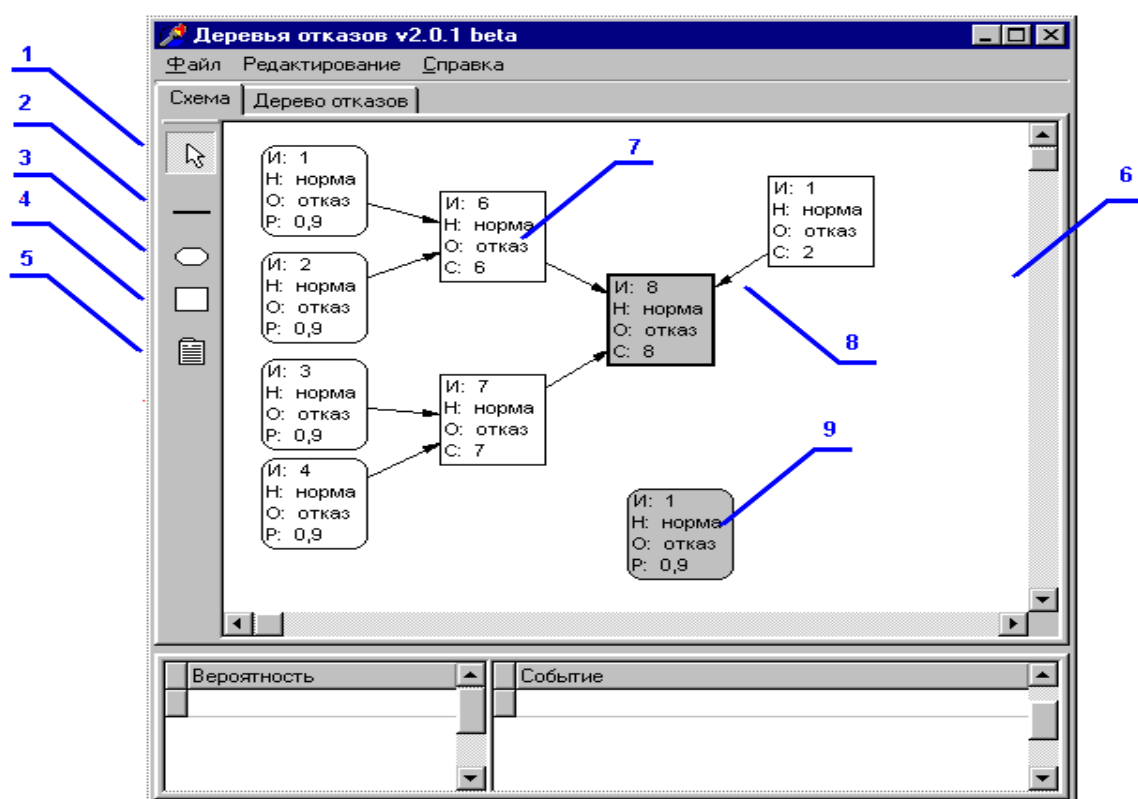 Деревья отказов v2.0.1 beta
Файл Редактирование Справка
Схема Дерево отказов
1
2
3
4
5
6
7
8
9
И: 1
Н: норма
О: отказ
Р: 0,9
И: 2
Н: норма
О: отказ
Р: 0,9
И: 3
Н: норма
О: отказ
Р: 0,9
И: 4
Н: норма
О: отказ
Р: 0,9
И: 6
Н: норма
О: отказ
С: 6
И: 7
Н: норма
О: отказ
С: 7
И: 8
Н: норма
О: отказ
С: 8
И: 1
Н: норма
О: отказ
С: 2
И: 1
Н: норма
О: отказ
Р: 0,9
Вероятность
Событие